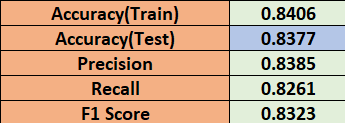 Accuracy(Train) 0.8406
Accuracy(Test) 0.8377
Precision 0.8385
Recall 0.8261
F1 Score 0.8323